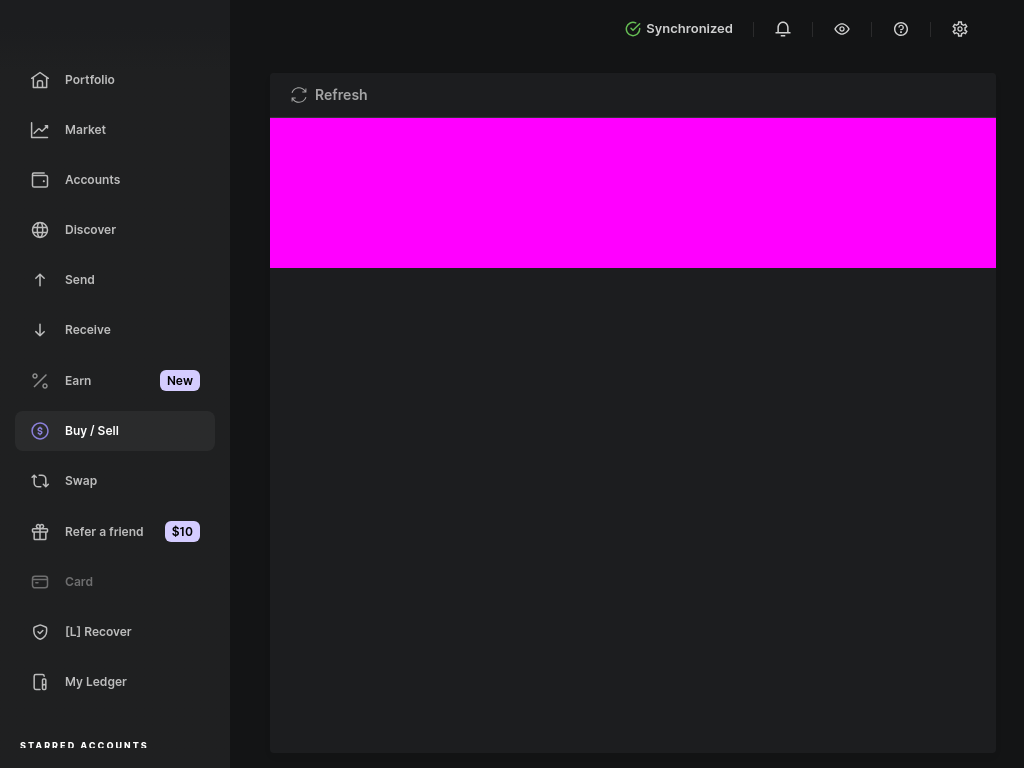 Synchronized
Portfolio
Market
Accounts
Discover
Send
Receive
Earn
New
Buy / Sell
Swap
Refer a friend
$10
Card
[L] Recover
My Ledger
STARRED ACCOUNTS
Refresh